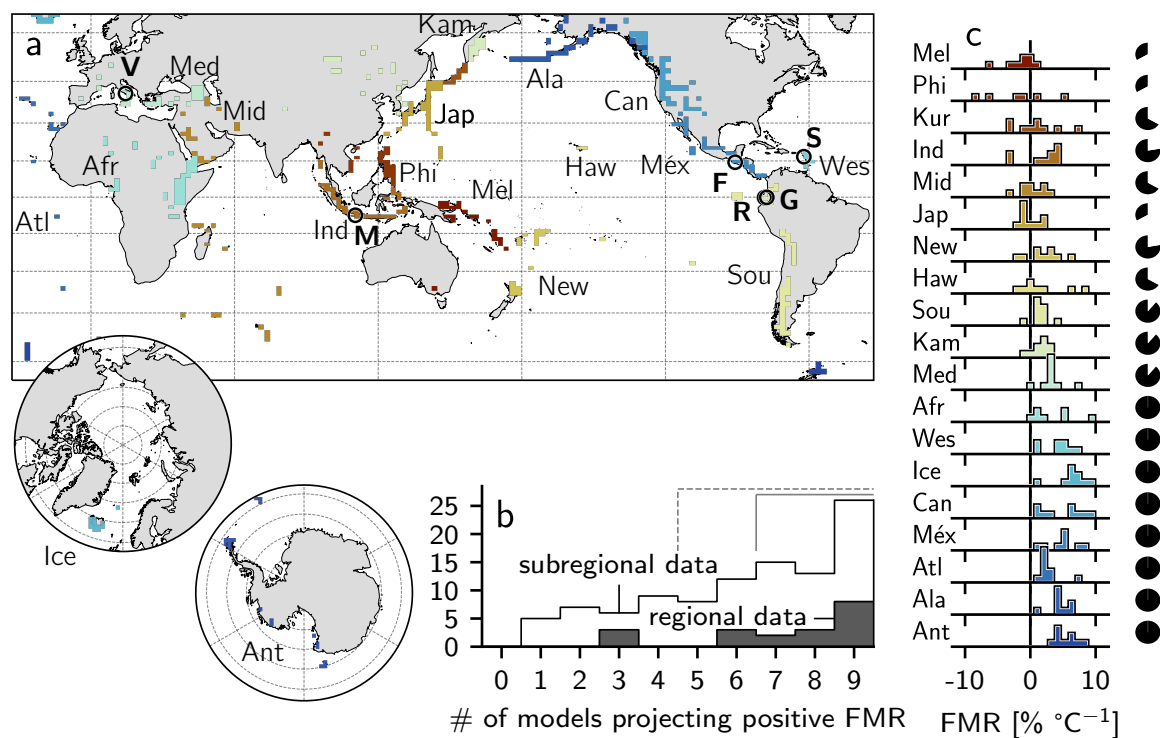 a
Kam
V
Med
Mid
Ala
Can
Jap
Afr
Phi
Haw
Méx
S
Wes
F
Mel
Atl
Ind
M
R
G
Sou
New
Ice
Ant
b
25
20
15
10
5
0
subregional data
regional data
0 1 2 3 4 5 6 7 8 9
# of models projecting positive FMR
c
Mel
Phi
Kur
Ind
Mid
Jap
New
Haw
Sou
Kam
Med
Afr
Wes
Ice
Can
Méx
Atl
Ala
Ant
-10 0 10
FMR [% °C⁻¹]